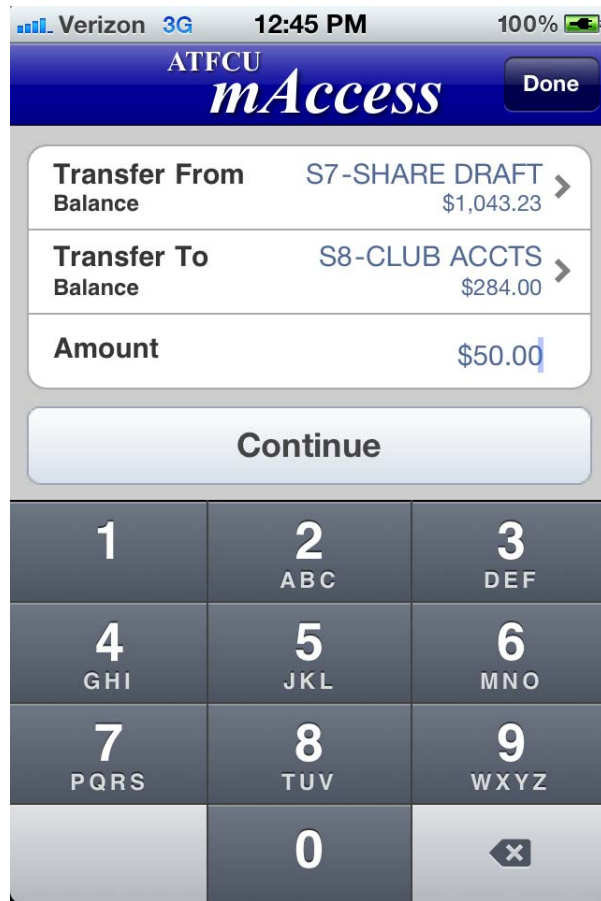 Verizon 3G 12:45 PM 100%
ATFCU
mAccess
Done
Transfer From S7-SHARE DRAFT
Balance $1,043.23
Transfer To S8-CLUB ACCTS
Balance $284.00
Amount $50.00
Continue
1 2 3
ABC DEF
4 5 6
GHI JKL MNO
7 8 9
PQRS TUV WXYZ
0